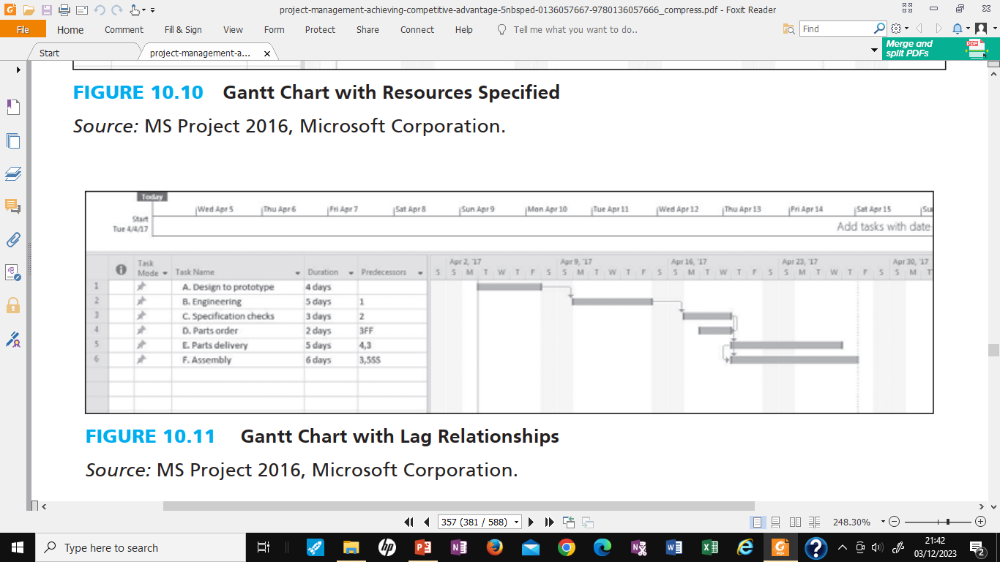 project-management-achieving-competitive-advantage-5nbsped-0136057667-9780136057666_compress.pdf - Foxit Reader
File Home Comment Fill & Sign View Form Protect Share Connect Help Tell me what you want to do.. Find
Start project-management-a... Merge and
split PDFs
PDF
FIGURE 10.10 Gantt Chart with Resources Specified
Source: MS Project 2016, Microsoft Corporation.
Today
Wed Apr 5 Thu Apr 6 Fri Apr 7 Sat Apr 8 Sun Apr 9 Mon Apr 10 Tue Apr 11 Wed Apr 12 Thu Apr 13 Fri Apr 14 Sat Apr 15 Su
Start
Tue 4/4/17
Add tasks with date
Task
Mode Task Name Duration Predecessors
Apr 2, '17 Apr 9, '17 Apr 16, '17 Apr 23, '17 Apr 30, '17
S S M T W T F S S M T W T F S S M T W T F S S M T W T F S S M T
1 A. Design to prototype 4 days
2 B. Engineering 5 days 1
3 C. Specification checks 3 days 2
4 D. Parts order 2 days 3FF
5 E. Parts delivery 5 days 4,3
6 F. Assembly 6 days 3,5SS
FIGURE 10.11 Gantt Chart with Lag Relationships
Source: MS Project 2016, Microsoft Corporation.
357 (381 / 588) 248.30%
Type here to search
21:42
03/12/2023
2